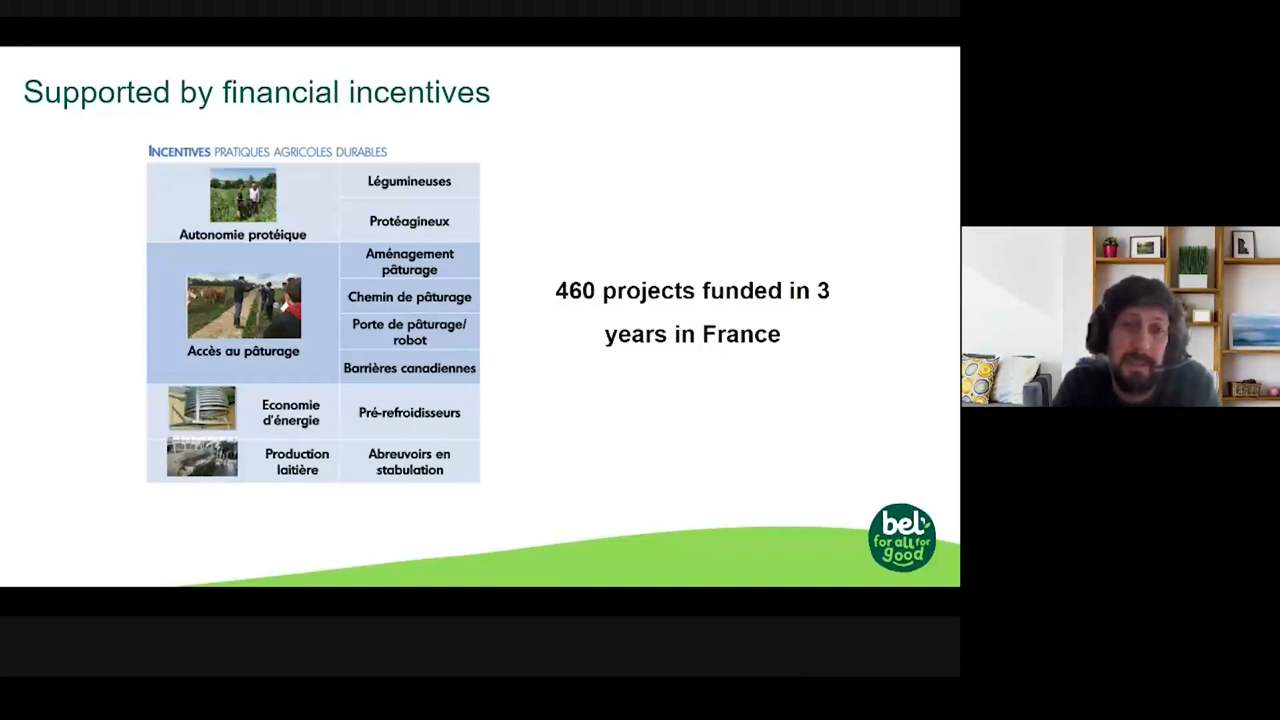 Supported by financial incentives
INCENTIVES PRATIQUES AGRICOLES DURABLES
Autonomie protéique
Légumineuses
Protéagineux
Accès au pâturage
Aménagement
pâturage
Chemin de pâturage
Porte de pâturage/
robot
Barrières canadiennes
Economie
d'énergie
Pré-refroidisseurs
Production
laitière
Abreuvoirs en
stabulation
460 projects funded in 3
years in France
bel
for all for
good